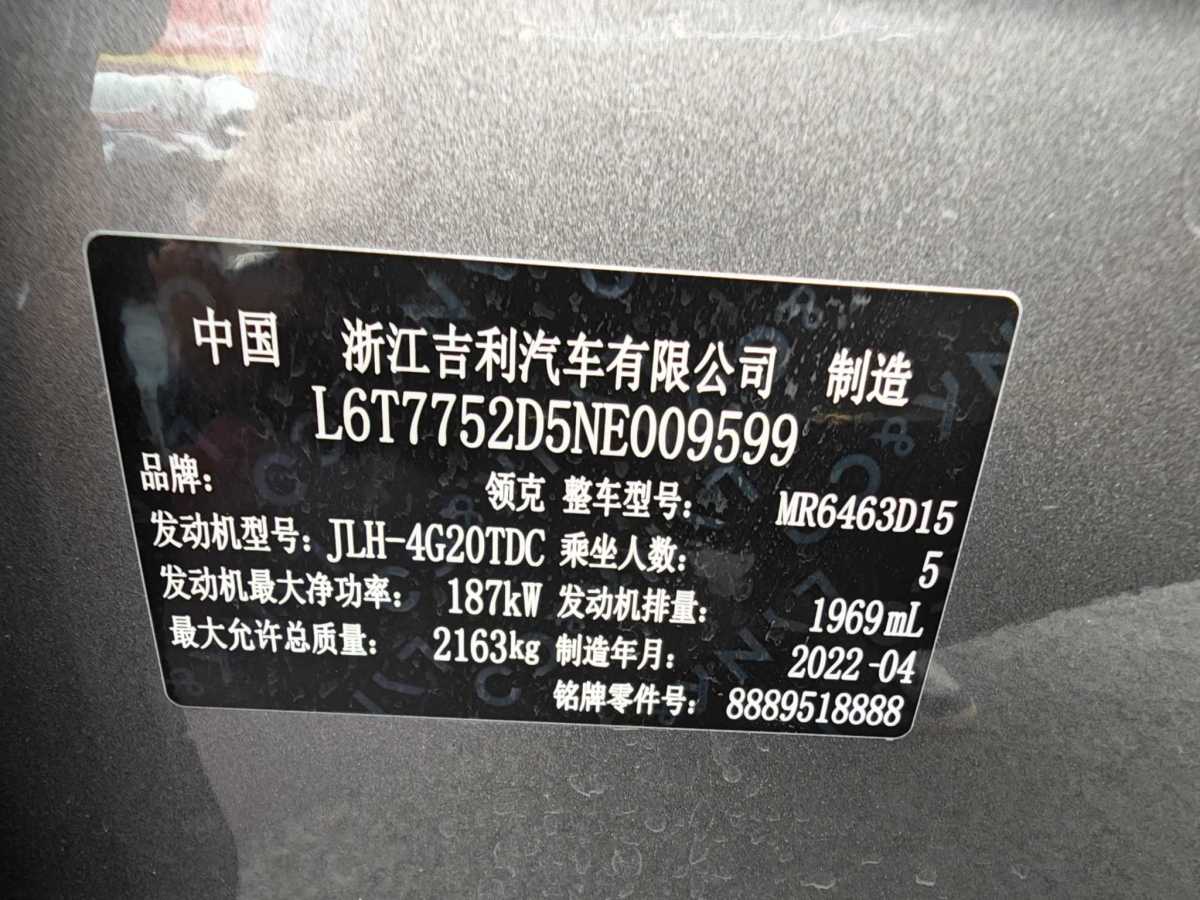 中国 浙江吉利汽车有限公司 制造
L6T7752D5NE009599
品牌: 领克 整车型号: MR6463D15
发动机型号: JLH-4G20TDC 乘坐人数: 5
发动机最大净功率: 187kW 发动机排量: 1969mL
最大允许总质量: 2163kg 制造年月: 2022-04
铭牌零件号: 8889518888